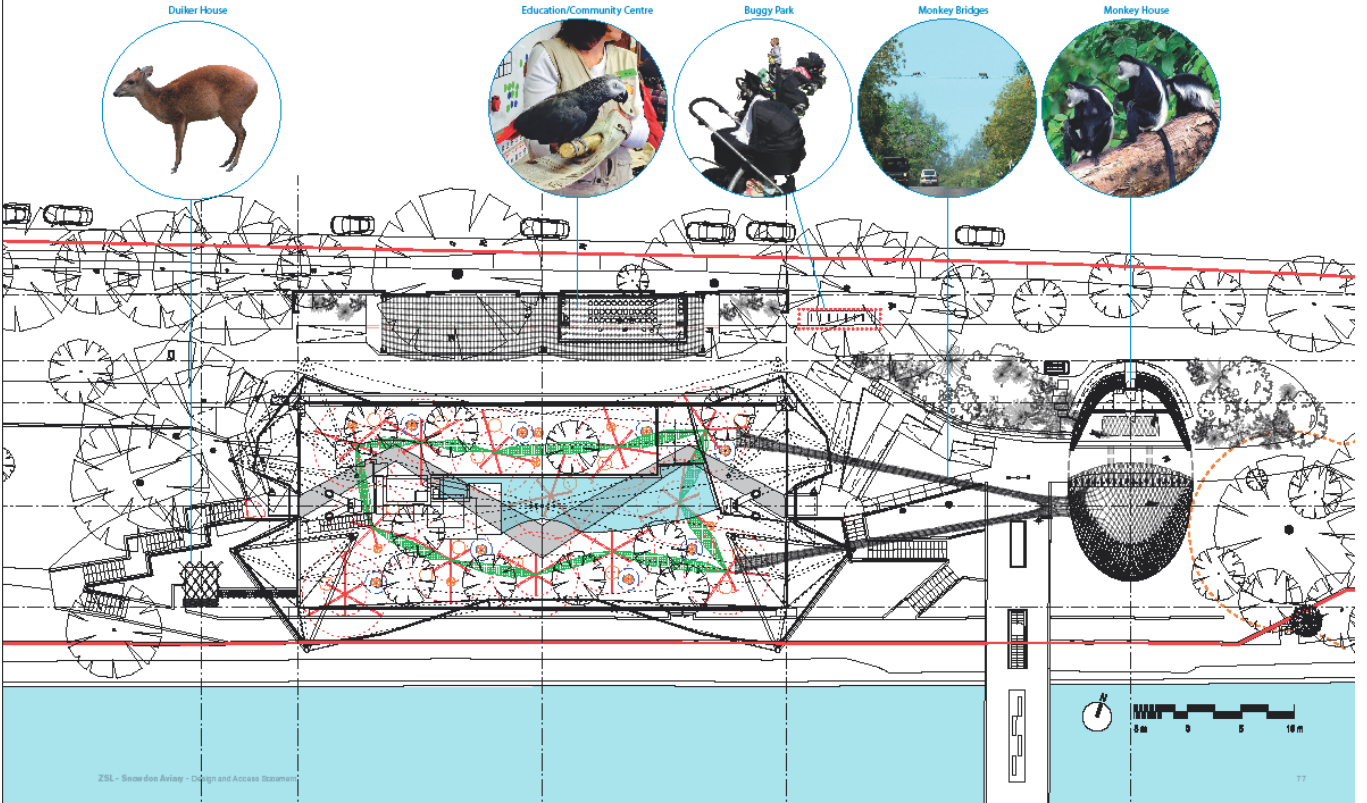 Duiker House
Education/Community Centre
Buggy Park
Monkey Bridges
Monkey House
N
5 m 0 5 10 m
ZSL - Snowdon Aviary - Design and Access Statement
77